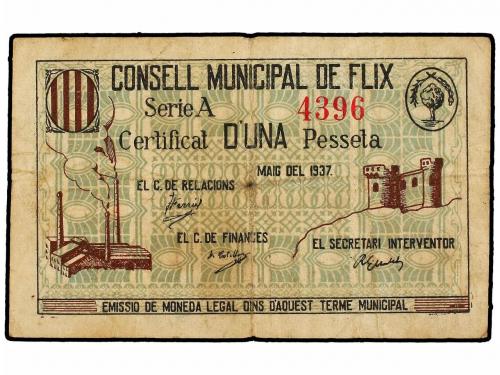 CONSELL MUNICIPAL DE FLIX
Serie A 4396
Certificat D'UNA Pesseta
MAIG DEL 1937.
EL C. DE RELACIONS
EL C. DE FINANCES
EL SECRETARI INTERVENTOR
EMISSIO DE MONEDA LEGAL DINS D'AQUEST TERME MUNICIPAL